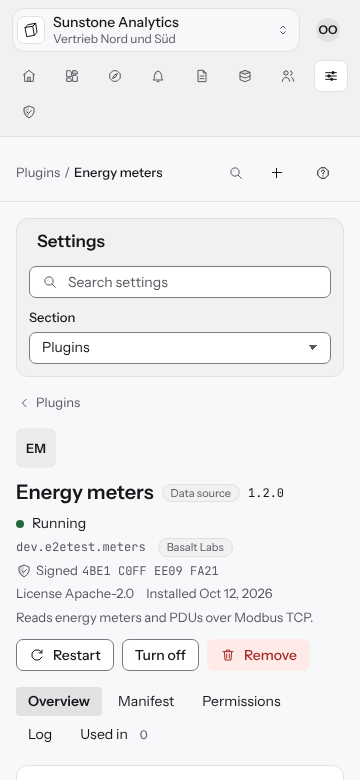 Sunstone Analytics
Vertrieb Nord und Süd
OO
Plugins / Energy meters
Settings
Search settings
Section
Plugins
Plugins
EM
Energy meters Data source 1.2.0
Running
dev.e2etest.meters Basalt Labs
Signed 4BE1 C0FF EE09 FA21
License Apache-2.0 Installed Oct 12, 2026
Reads energy meters and PDUs over Modbus TCP.
Restart Turn off Remove
Overview Manifest Permissions
Log Used in 0